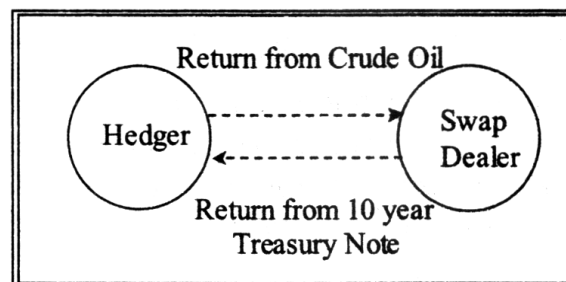 Return from Crude Oil
Hedger
Swap
Dealer
Return from 10 year
Treasury Note